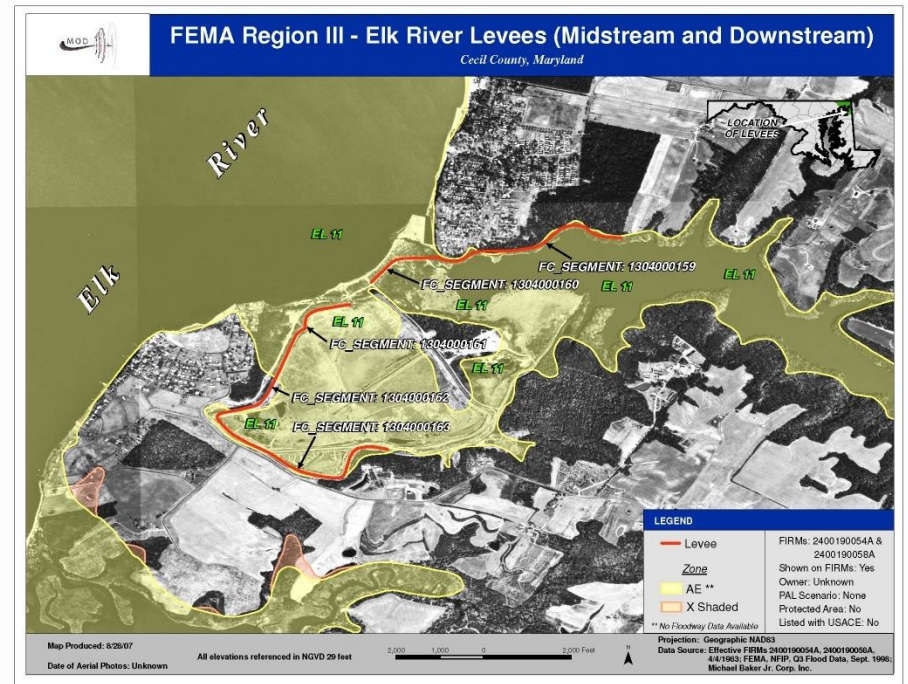 MOD
FEMA Region III - Elk River Levees (Midstream and Downstream)
Cecil County, Maryland
River
Elk
LOCATION
OF LEVEES
EL 11
FC_SEGMENT: 1304000159
EL 11
FC_SEGMENT: 1304000160
EL 11
EL 11
EL 11
FC_SEGMENT: 1304000161
EL 11
FC_SEGMENT: 1304000162
EL 11
FC_SEGMENT: 1304000163
LEGEND
Levee
Zone
AE **
X Shaded
** No Floodway Data Available
FIRMs: 2400190054A &
2400190058A
Shown on FIRMs: Yes
Owner: Unknown
PAL Scenario: None
Protected Area: No
Listed with USACE: No
Map Produced: 8/28/07
Date of Aerial Photos: Unknown
All elevations referenced in NGVD 29 feet
2,000 1,000 0 2,000 Feet
N
Projection: Geographic NAD83
Data Source: Effective FIRMs 2400190054A, 2400190058A,
4/4/1983; FEMA, NFIP, Q3 Flood Data, Sept. 1998;
Michael Baker Jr. Corp. Inc.